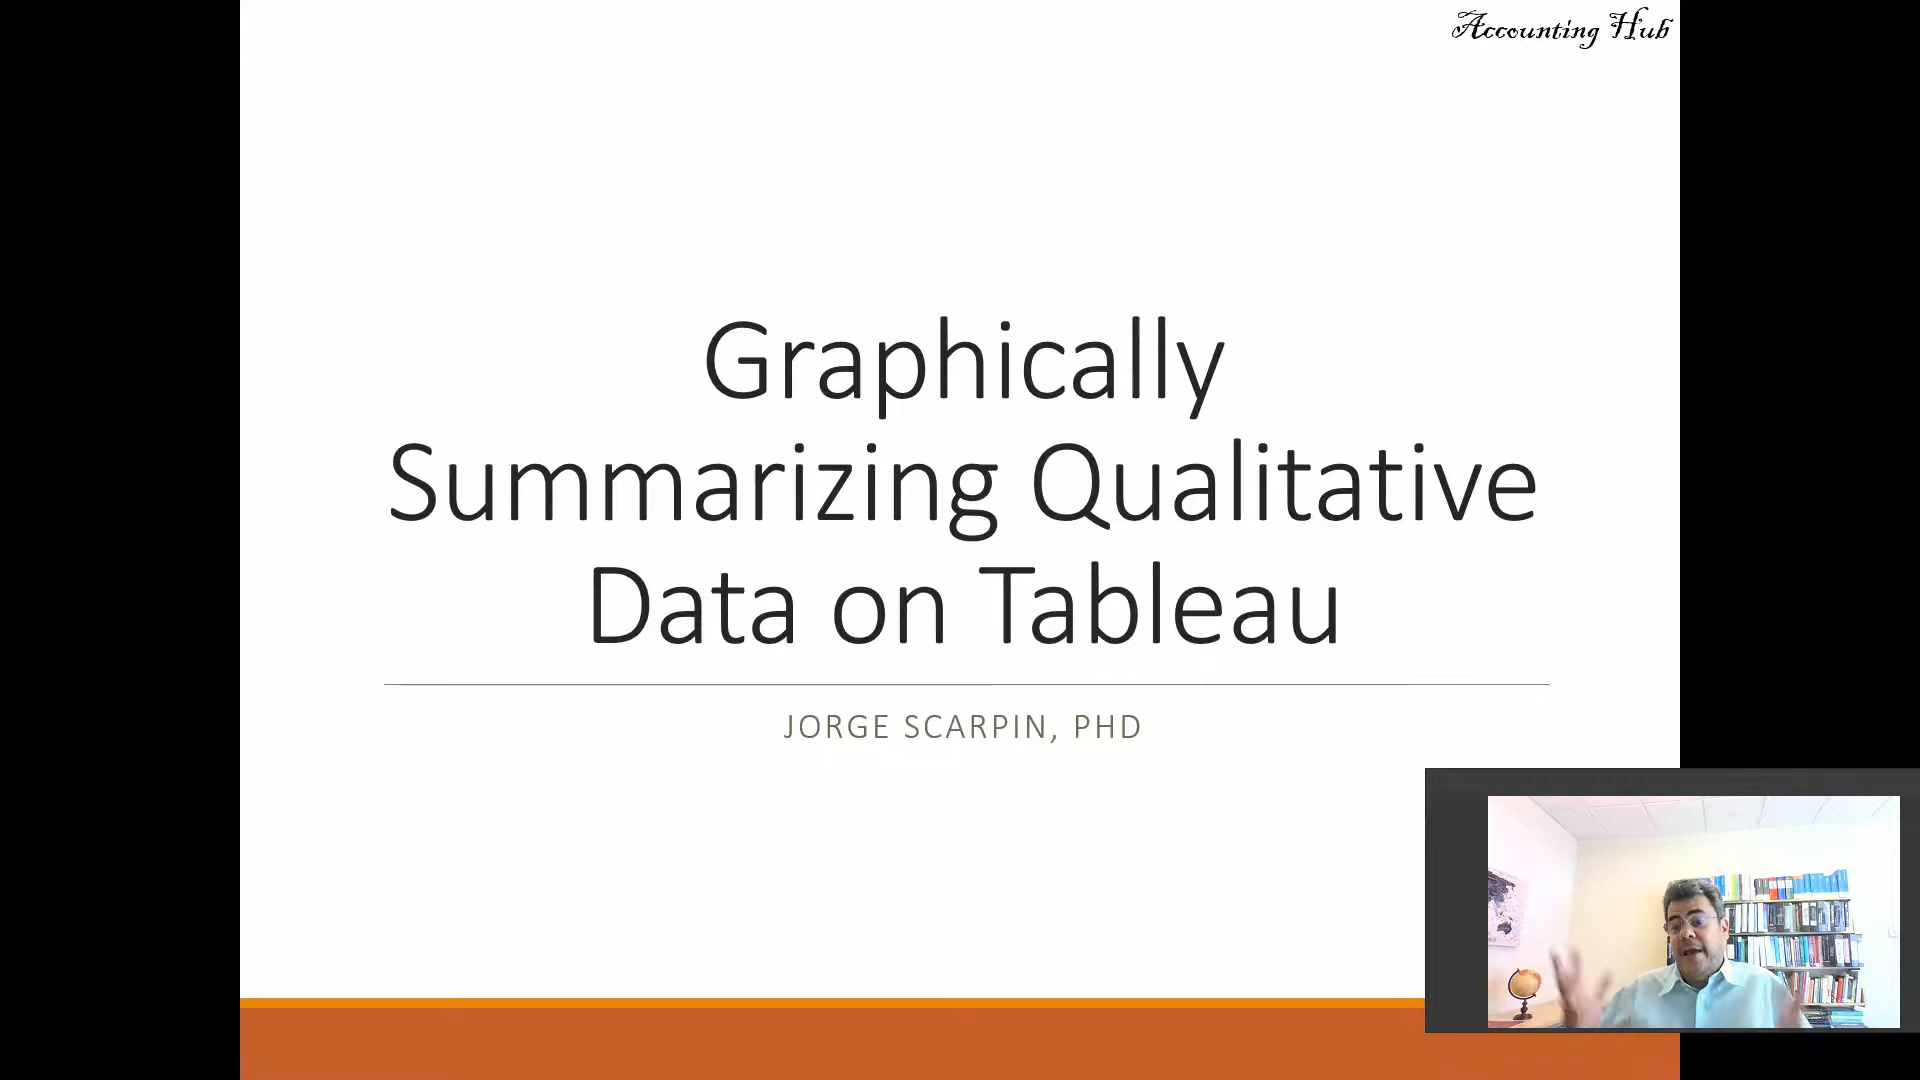 Accounting Hub
Graphically
Summarizing Qualitative
Data on Tableau
JORGE SCARPIN, PHD